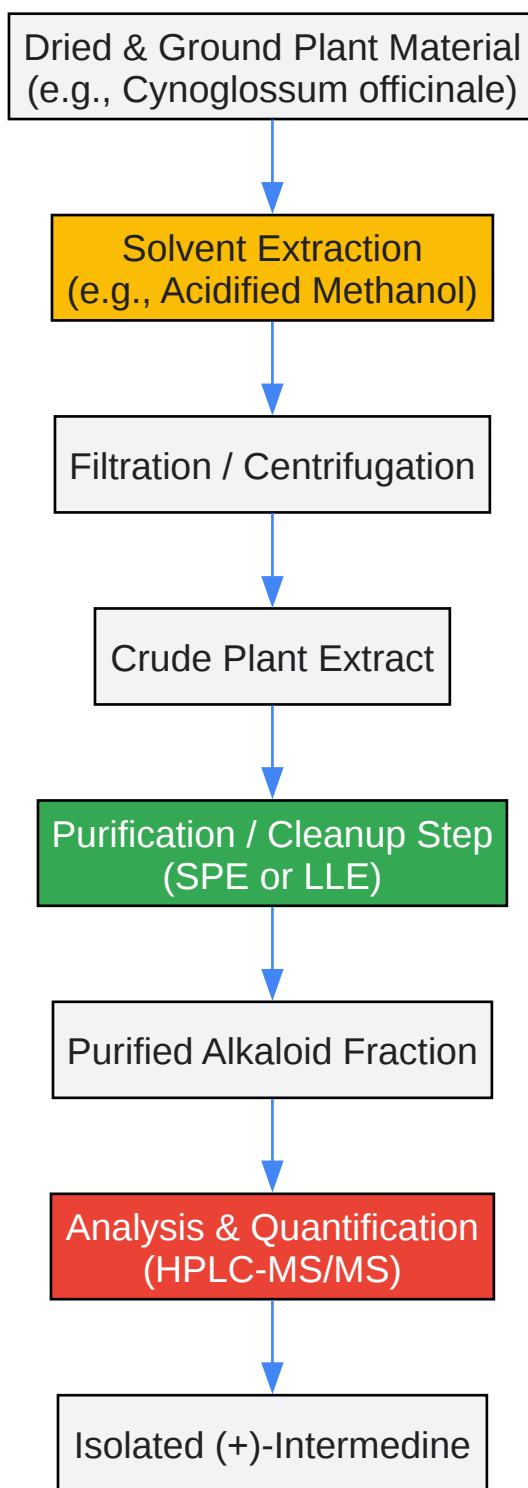 Dried & Ground Plant Material
(e.g., Cynoglossum officinale)
Solvent Extraction
(e.g., Acidified Methanol)
Filtration / Centrifugation
Crude Plant Extract
Purification / Cleanup Step
(SPE or LLE)
Purified Alkaloid Fraction
Analysis & Quantification
(HPLC-MS/MS)
Isolated (+)-Intermedine